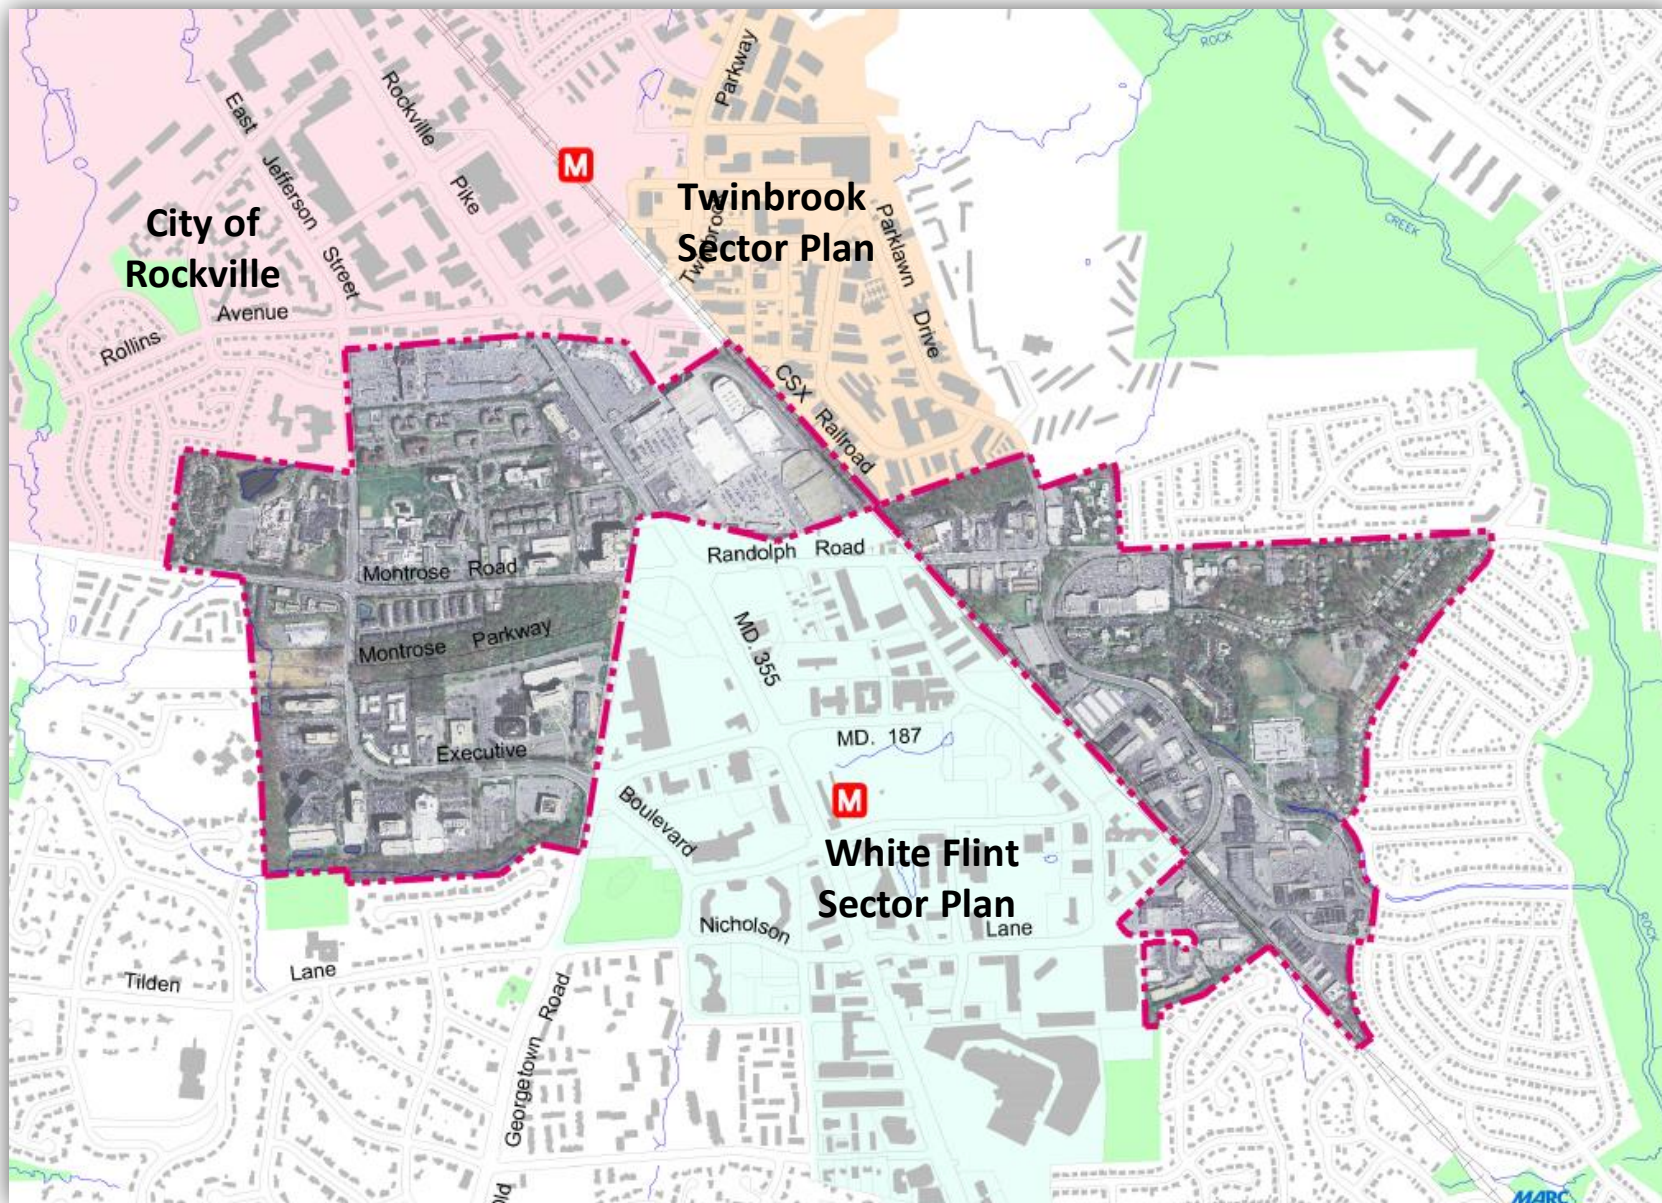 ROCK
Parkway
Rockville
East
M
Pike
Jefferson
Twinbrook
Sector Plan
Twinbrook
Parklawn
CREEK
City of
Rockville
Street
Avenue
Rollins
Drive
CSX Railroad
Randolph Road
Montrose Road
MD. 355
Montrose Parkway
MD. 187
Executive
M
Boulevard
White Flint
Sector Plan
Nicholson
Lane
ROCK
Lane
Tilden
Georgetown Road
Old
MARC